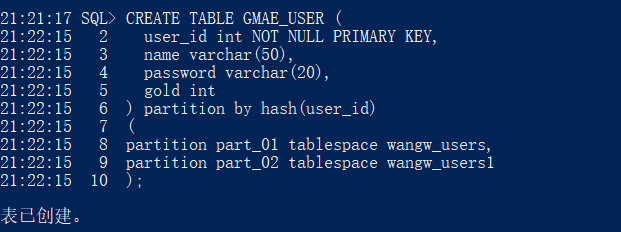 21:21:17 SQL> CREATE TABLE GMAE_USER (
21:22:15   2    user_id int NOT NULL PRIMARY KEY,
21:22:15   3    name varchar(50),
21:22:15   4    password varchar(20),
21:22:15   5    gold int
21:22:15   6  ) partition by hash(user_id)
21:22:15   7  (
21:22:15   8  partition part_01 tablespace wangw_users,
21:22:15   9  partition part_02 tablespace wangw_users1
21:22:15  10  );
表已创建。